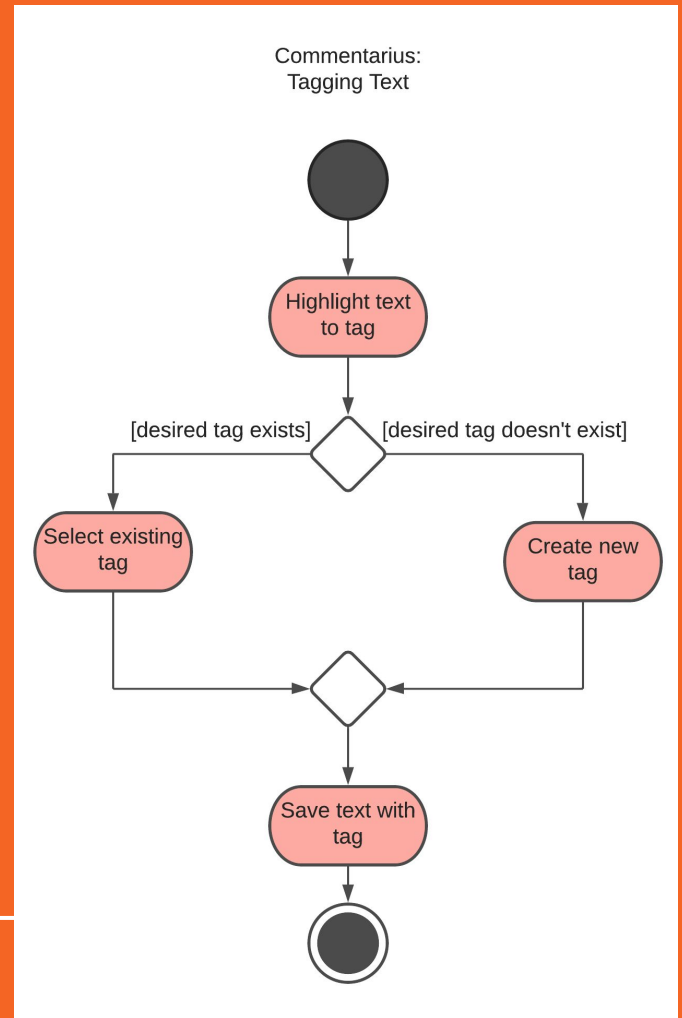 Commentarius:
Tagging Text
Highlight text
to tag
[desired tag exists]
[desired tag doesn't exist]
Select existing
tag
Create new
tag
Save text with
tag